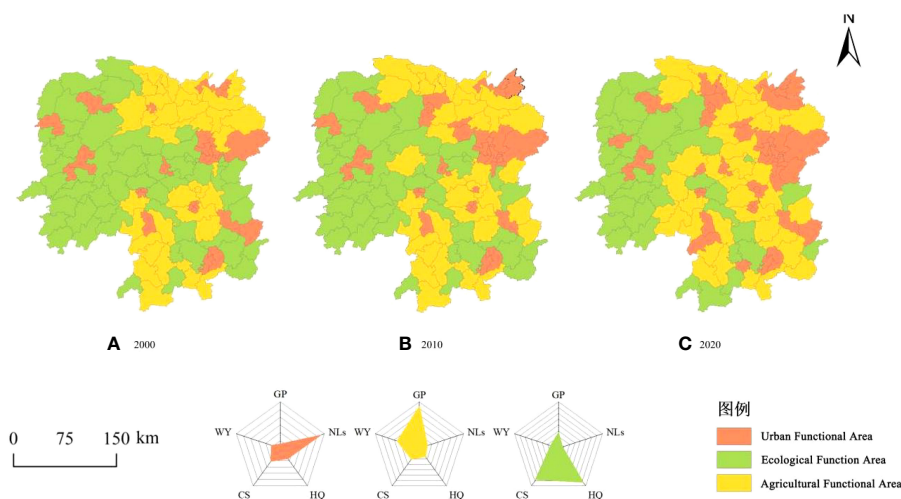 N
A 2000
B 2010
C 2020
0 75 150 km
GP
WY
NLs
CS
HQ
GP
WY
NLs
CS
HQ
GP
WY
NLs
CS
HQ
图例
Urban Functional Area
Ecological Function Area
Agricultural Functional Area